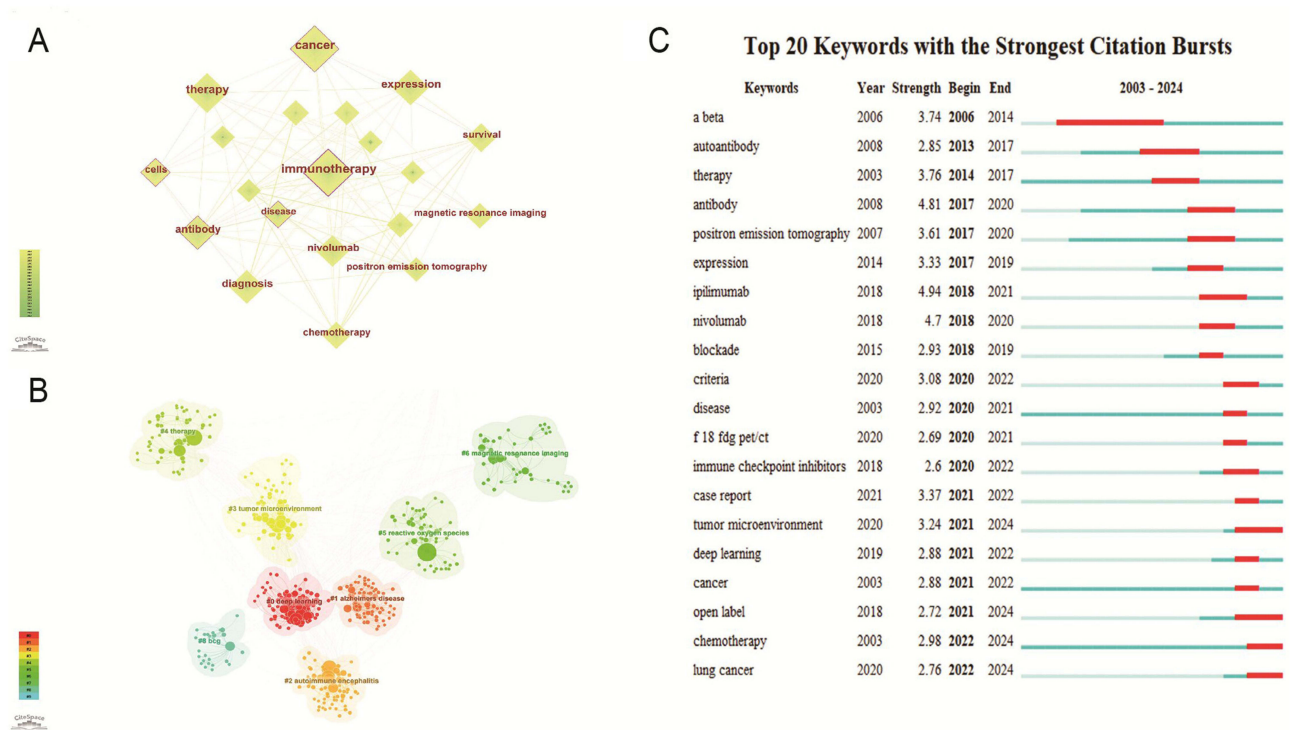 A
cancer
therapy
expression
survival
cells
immunotherapy
disease
magnetic resonance imaging
antibody
nivolumab
positron emission tomography
diagnosis
chemotherapy
CiteSpace
B
#4 therapy
#6 magnetic resonance imaging
#3 tumor microenvironment
#5 reactive oxygen species
#0 deep learning
#1 alzheimers disease
#8 bcg
#2 autoimmune encephalitis
CiteSpace
C
Top 20 Keywords with the Strongest Citation Bursts
Keywords Year Strength Begin End 2003 - 2024
a beta 2006 3.74 2006 2014
autoantibody 2008 2.85 2013 2017
therapy 2003 3.76 2014 2017
antibody 2008 4.81 2017 2020
positron emission tomography 2007 3.61 2017 2020
expression 2014 3.33 2017 2019
ipilimumab 2018 4.94 2018 2021
nivolumab 2018 4.7 2018 2020
blockade 2015 2.93 2018 2019
criteria 2020 3.08 2020 2022
disease 2003 2.92 2020 2021
f 18 fdg pet/ct 2020 2.69 2020 2021
immune checkpoint inhibitors 2018 2.6 2020 2022
case report 2021 3.37 2021 2022
tumor microenvironment 2020 3.24 2021 2024
deep learning 2019 2.88 2021 2022
cancer 2003 2.88 2021 2022
open label 2018 2.72 2021 2024
chemotherapy 2003 2.98 2022 2024
lung cancer 2020 2.76 2022 2024